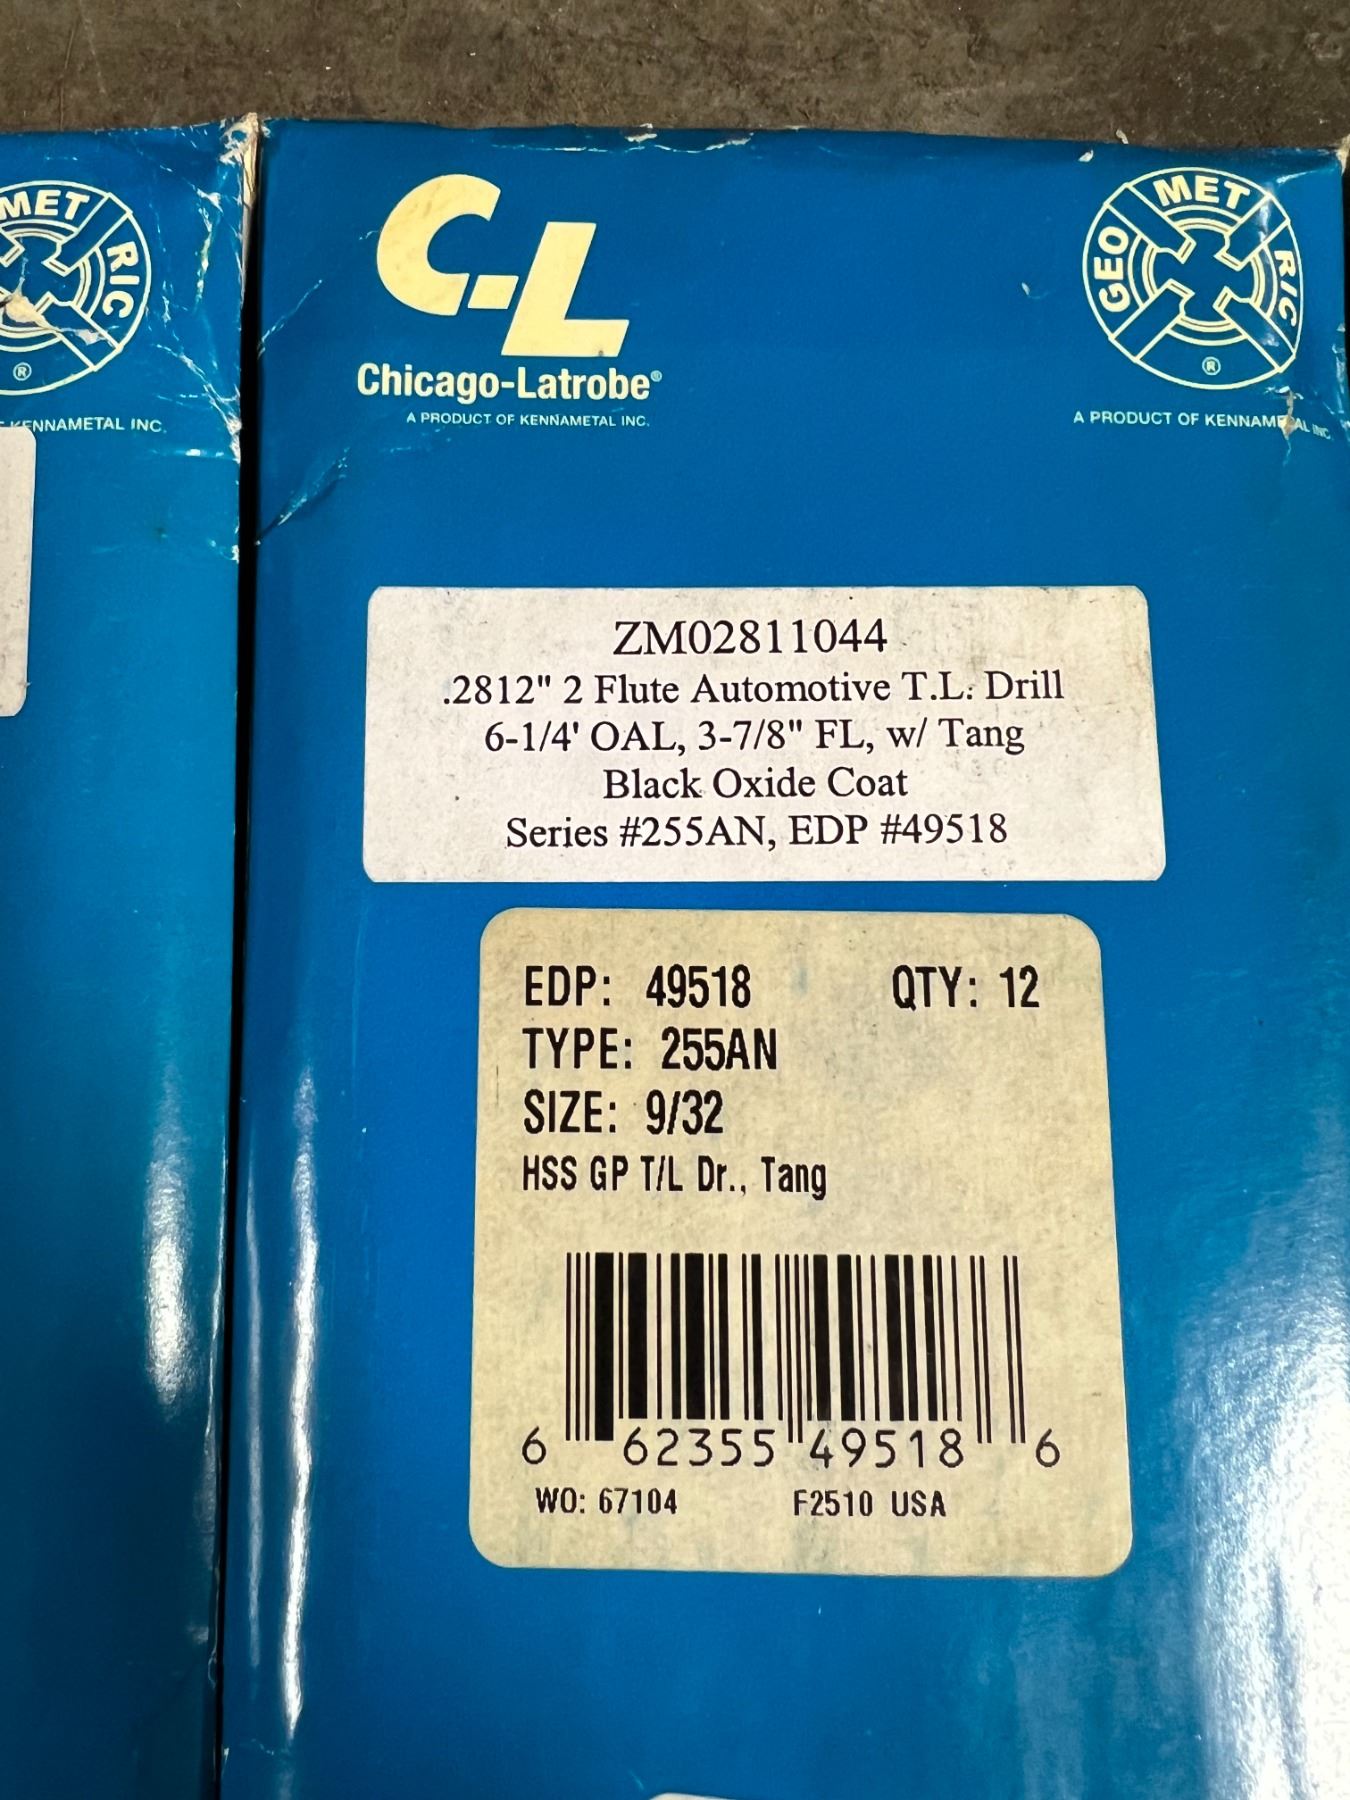 MET
RIC
®
KENNAMETAL INC.
C-L
Chicago-Latrobe®
A PRODUCT OF KENNAMETAL INC.
GEO MET RIC
®
A PRODUCT OF KENNAMETAL INC.
ZM02811044
.2812" 2 Flute Automotive T.L. Drill
6-1/4' OAL, 3-7/8" FL, w/ Tang
Black Oxide Coat
Series #255AN, EDP #49518
EDP: 49518 QTY: 12
TYPE: 255AN
SIZE: 9/32
HSS GP T/L Dr., Tang
6 62355 49518 6
WO: 67104 F2510 USA